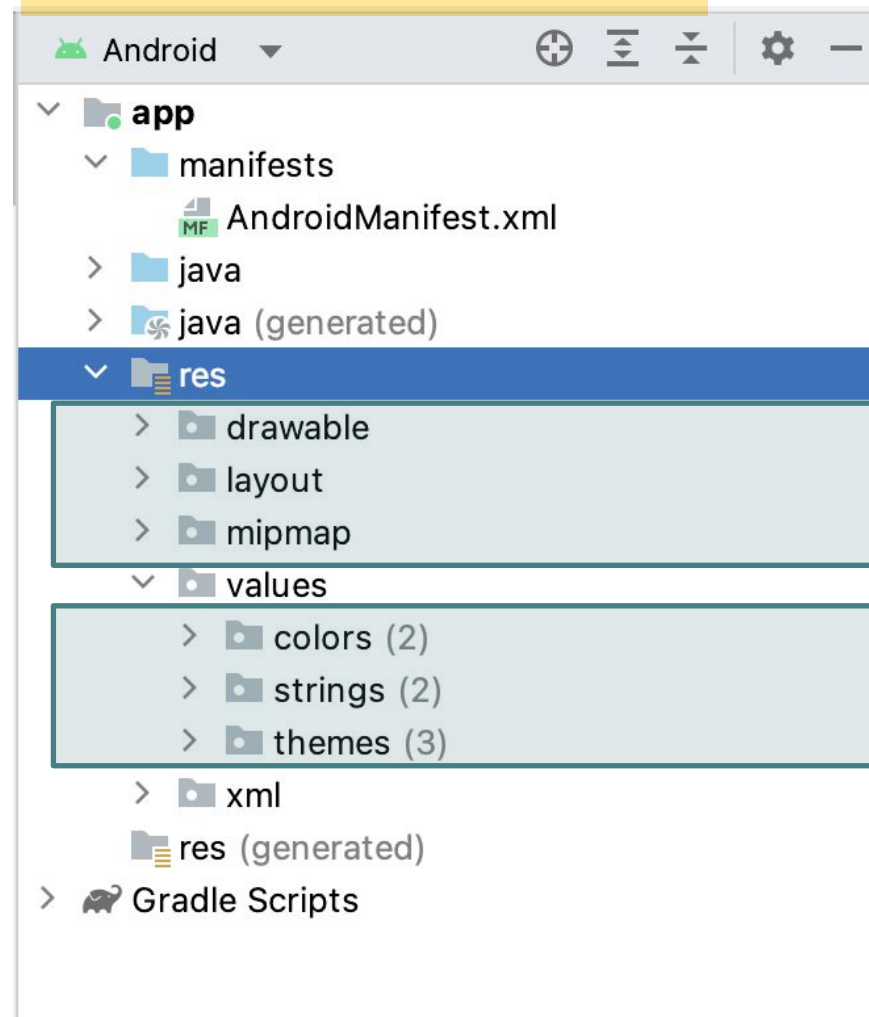 Android
app
manifests
MF AndroidManifest.xml
java
java (generated)
res
drawable
layout
mipmap
values
colors (2)
strings (2)
themes (3)
xml
res (generated)
Gradle Scripts